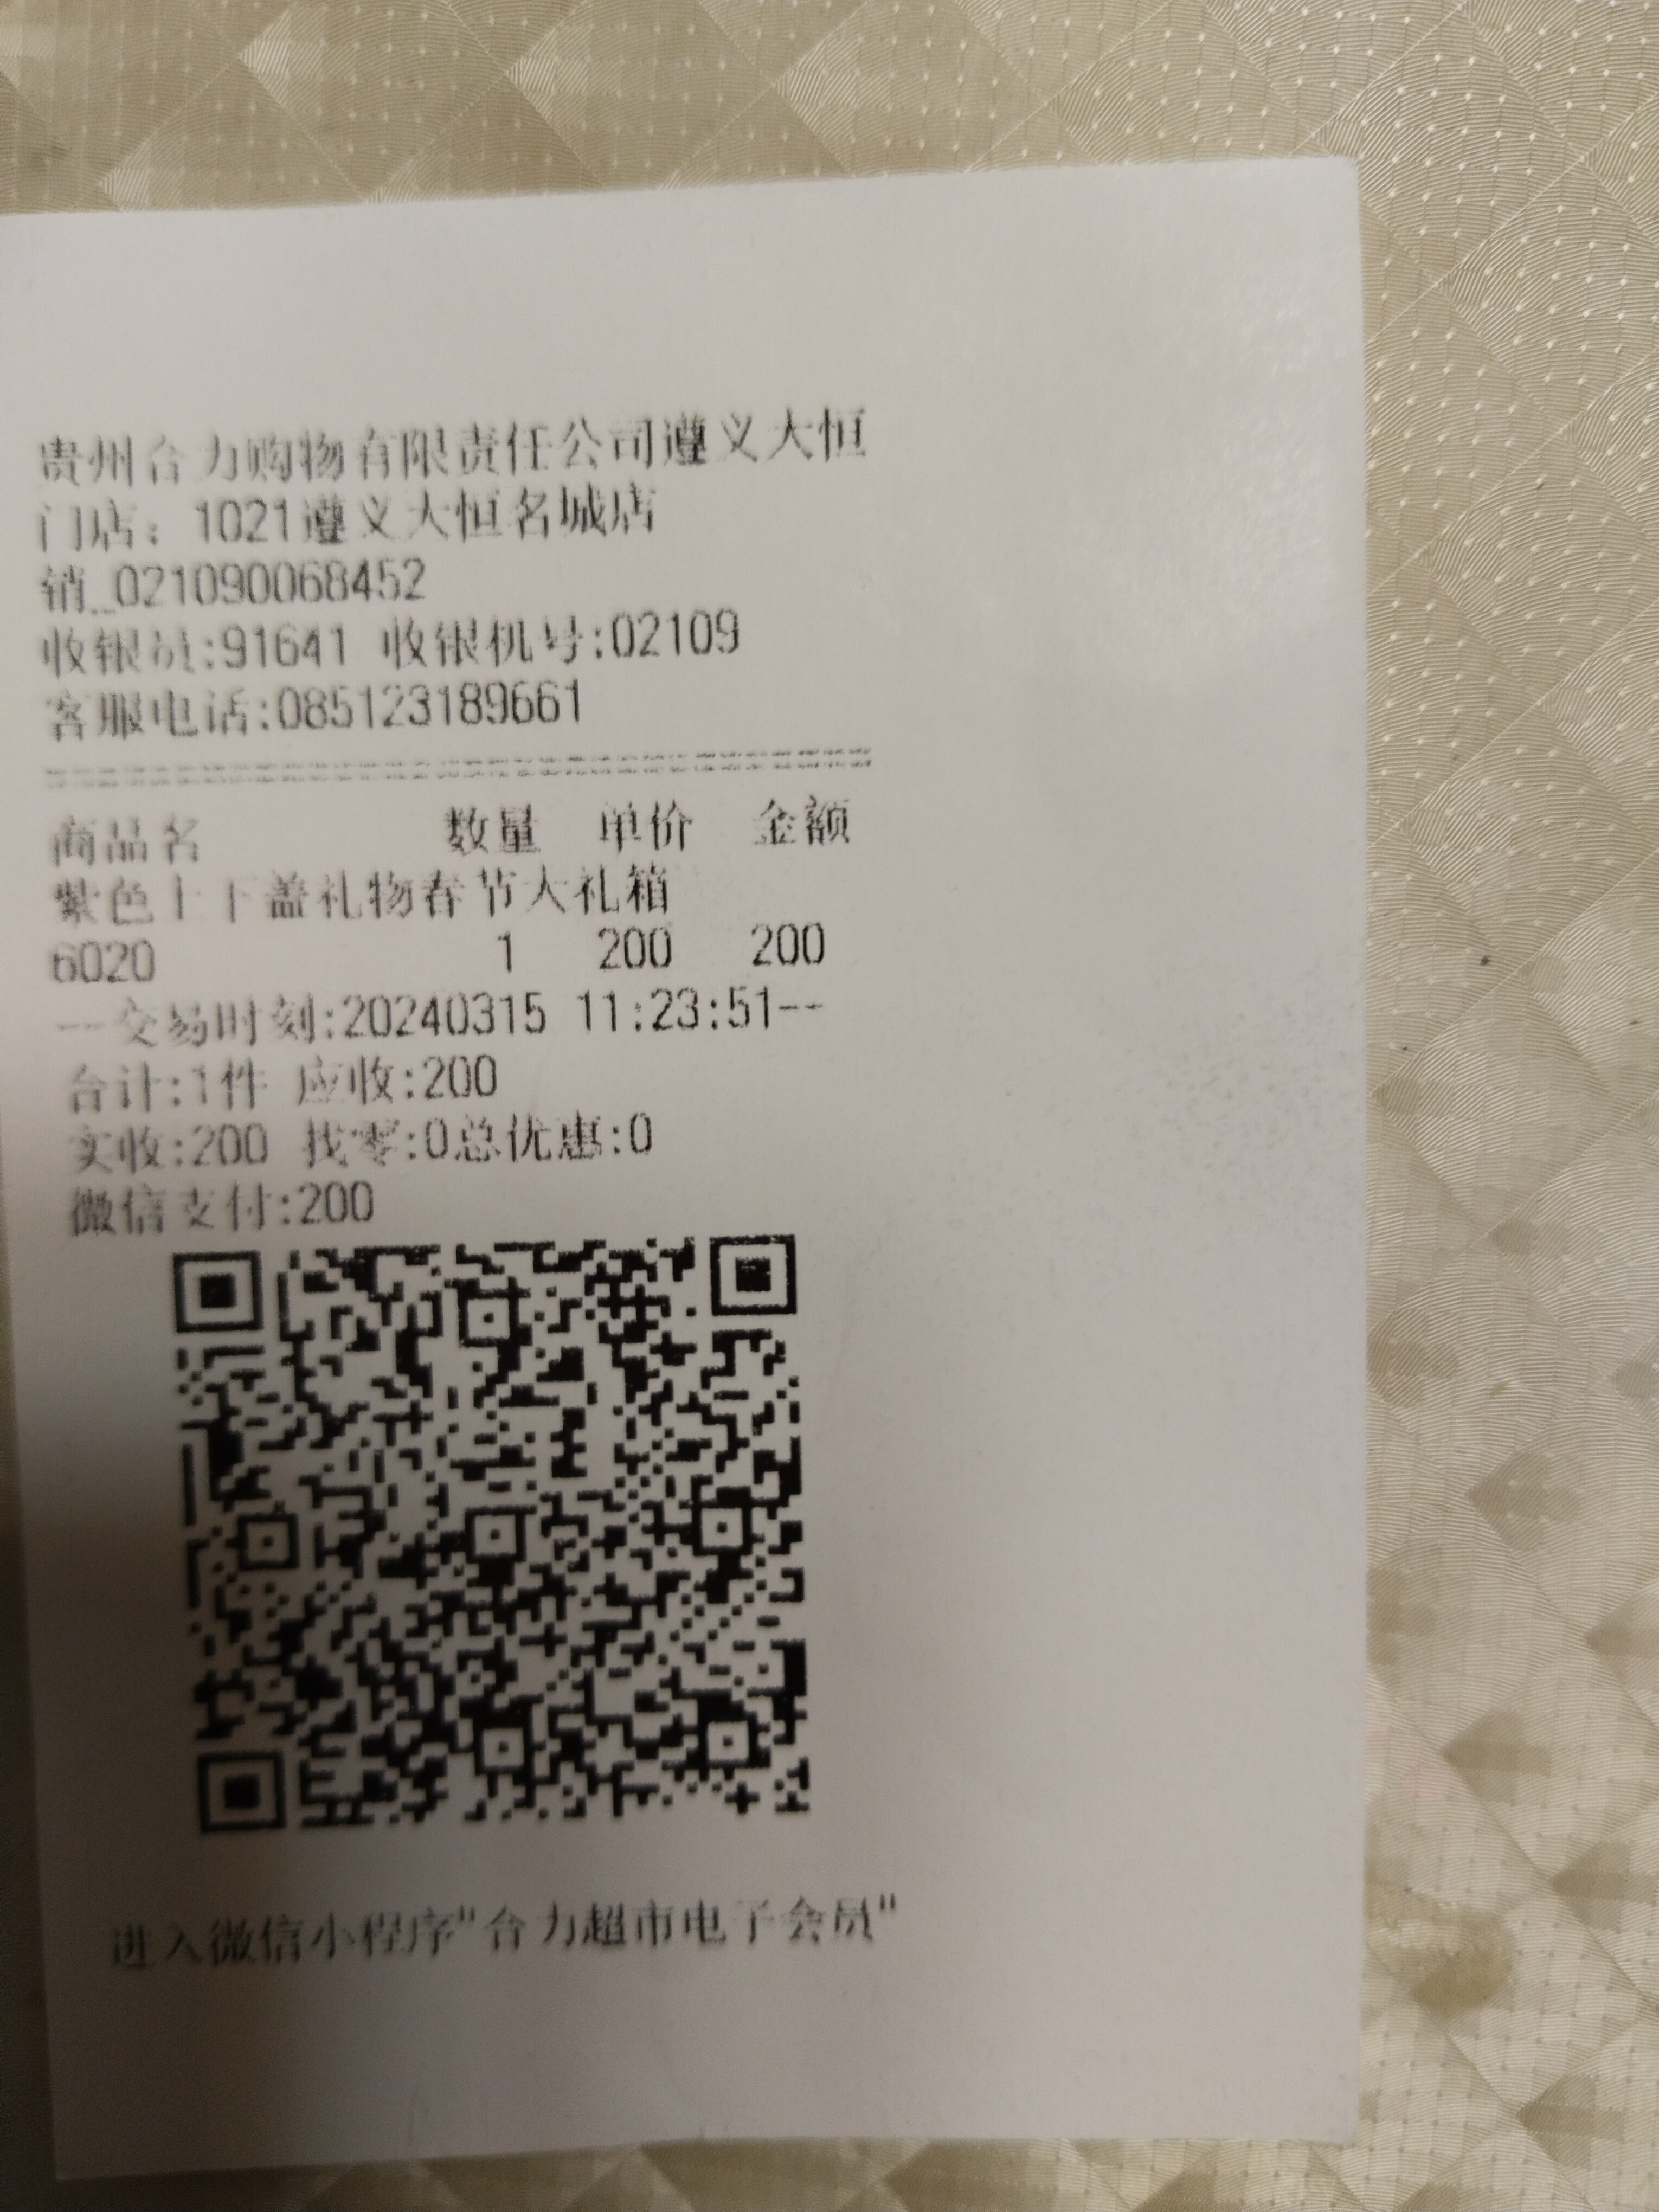 贵州合力购物有限责任公司遵义大恒
门店：1021遵义大恒名城店
销_021090068452
收银员:91641 收银机号:02109
客服电话:085123189661
================================
商品名 数量 单价 金额
紫色上下盖礼物春节大礼箱
6020 1 200 200
--交易时刻:20240315 11:23:51--
合计:1件 应收:200
实收:200 找零:0总优惠:0
微信支付:200
进入微信小程序"合力超市电子会员"